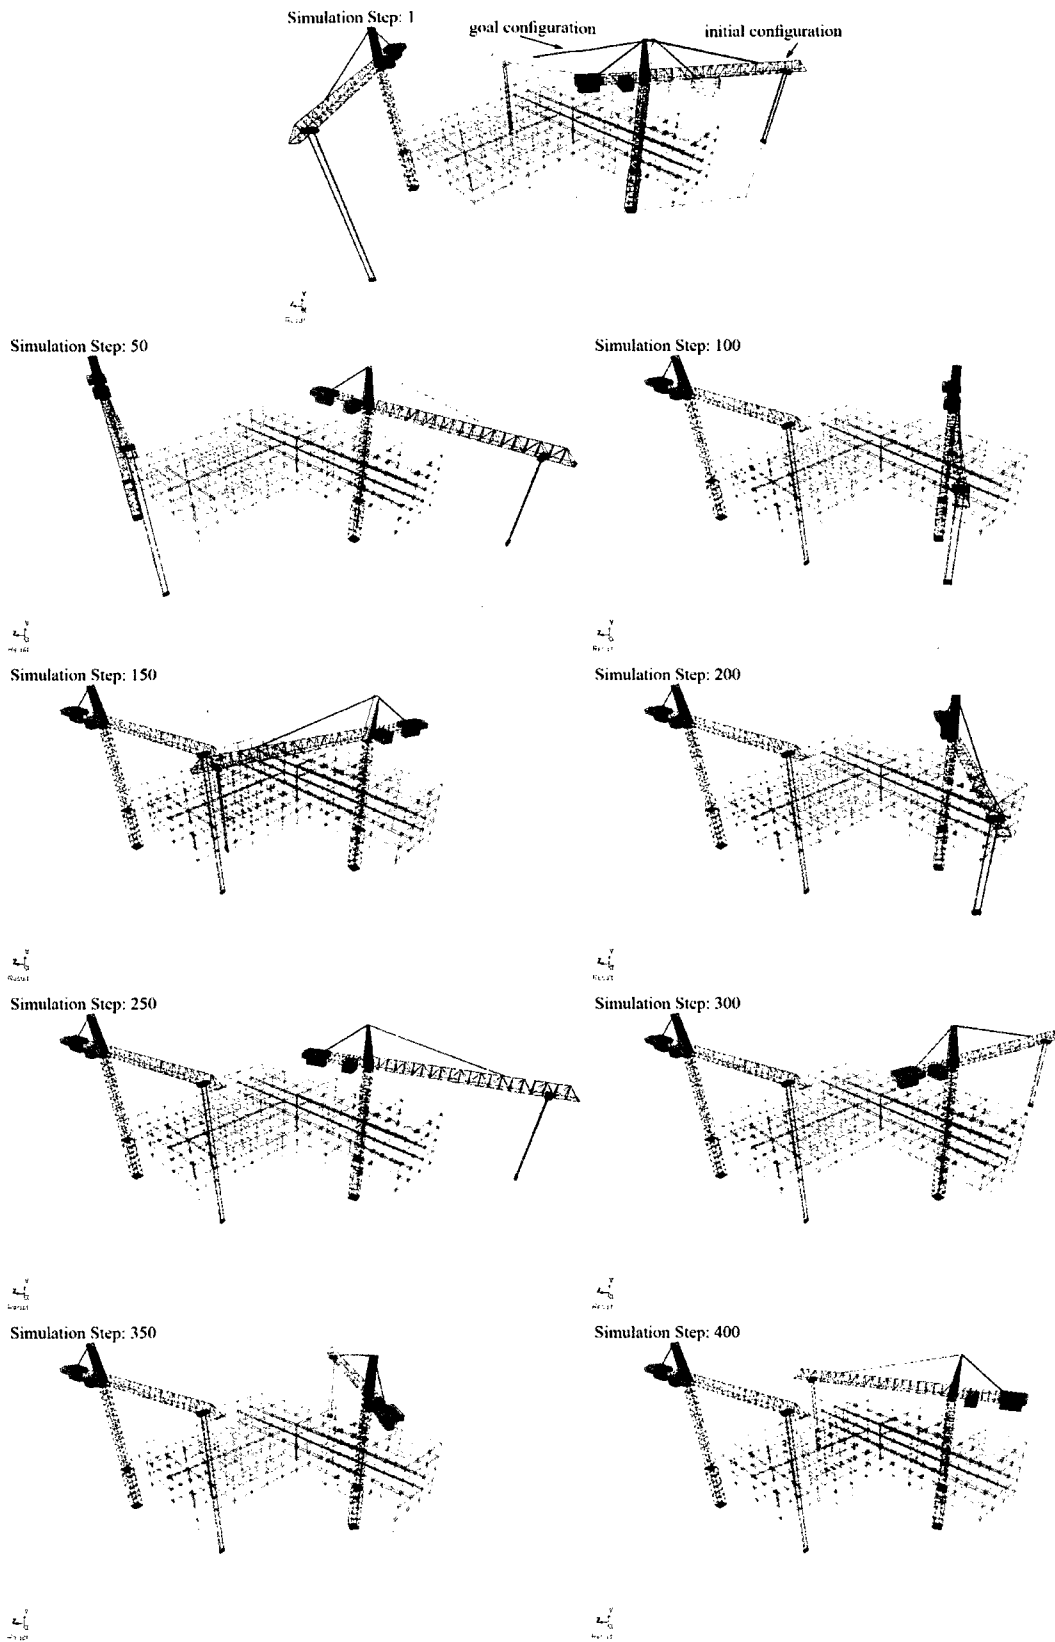 Simulation Step: 1
goal configuration
initial configuration
Simulation Step: 50
Simulation Step: 100
Simulation Step: 150
Simulation Step: 200
Simulation Step: 250
Simulation Step: 300
Simulation Step: 350
Simulation Step: 400